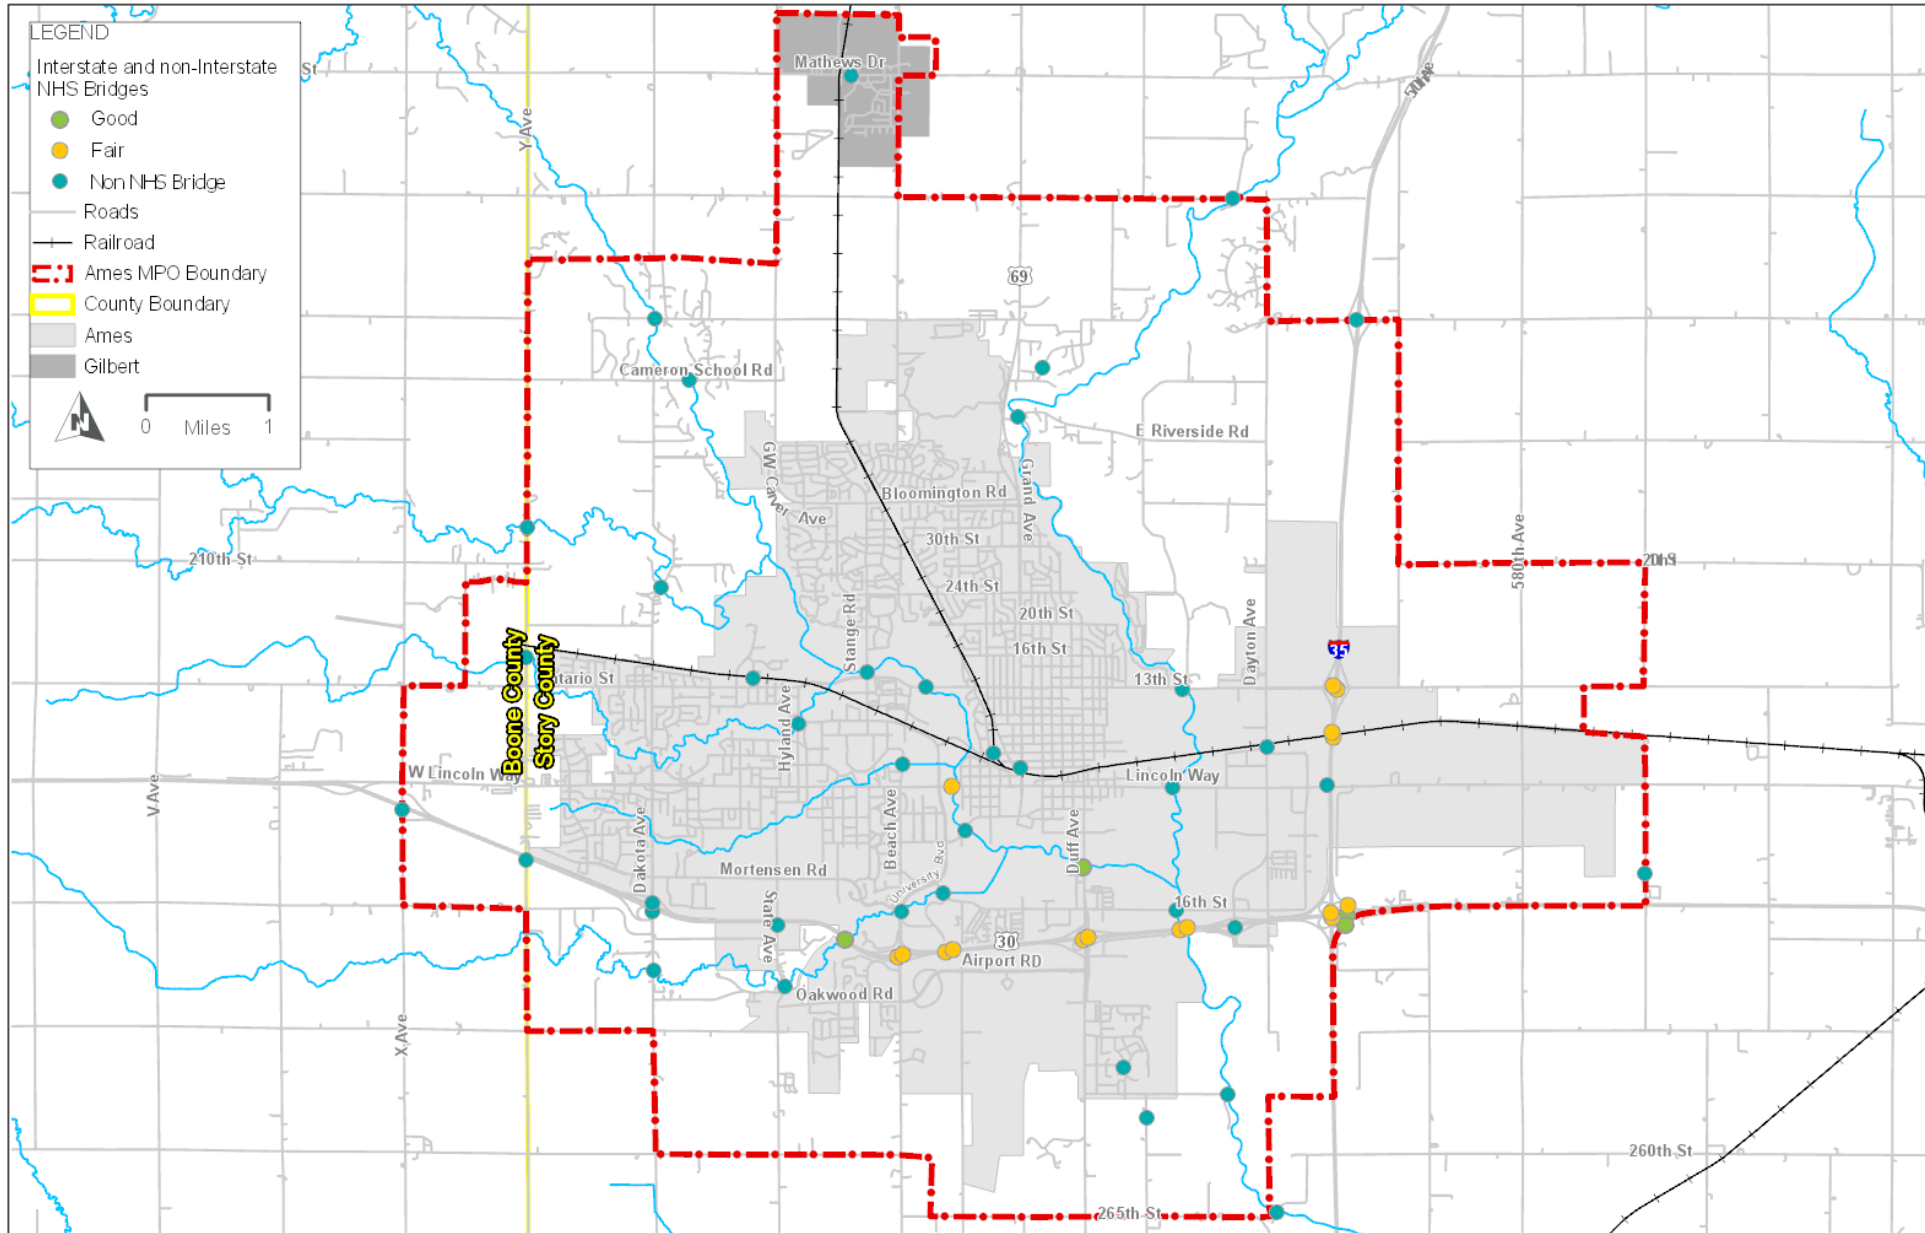 LEGEND
Interstate and non-Interstate
NHS Bridges
Good
Fair
Non NHS Bridge
Roads
Railroad
Ames MPO Boundary
County Boundary
Ames
Gilbert
N
0 Miles 1
St
Y Ave
Mathews Dr
69
Cameron School Rd
E Riverside Rd
GW Carver Ave
Grand Ave
Bloomington Rd
30th St
24th St
20th St
16th St
210th St
580th Ave
Stange Rd
Dayton Ave
35
Boone County
Story County
ntario St
13th St
Hyland Ave
W Lincoln Way
Lincoln Way
V Ave
Dakota Ave
Beach Ave
Duff Ave
Mortensen Rd
University Blvd
State Ave
16th St
30
Airport RD
Oakwood Rd
X Ave
260th St
265th St